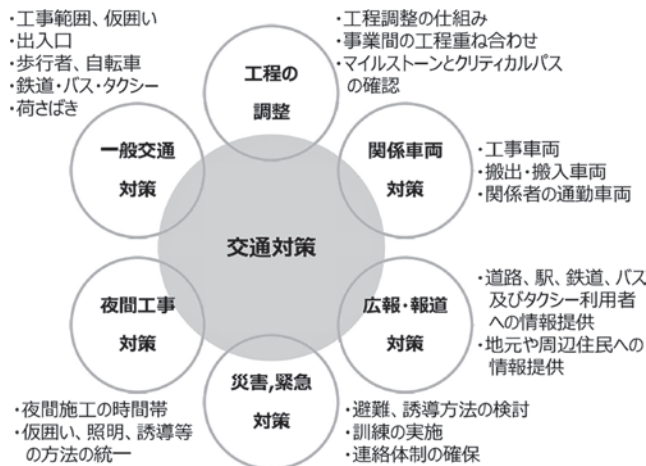 ・工事範囲、仮囲い
・出入口
・歩行者、自転車
・鉄道・バス・タクシー
・荷さばき
・工程調整の仕組み
・事業間の工程重ね合わせ
・マイルストーンとクリティカルパス
の確認
工程の
調整
一般交通
対策
関係車両
対策
・工事車両
・搬出・搬入車両
・関係者の通勤車両
交通対策
夜間工事
対策
広報・報道
対策
・道路、駅、鉄道、バス
及びタクシー利用者
への情報提供
・地元や周辺住民への
情報提供
災害,緊急
対策
・夜間施工の時間帯
・仮囲い、照明、誘導等
の方法の統一
・避難、誘導方法の検討
・訓練の実施
・連絡体制の確保